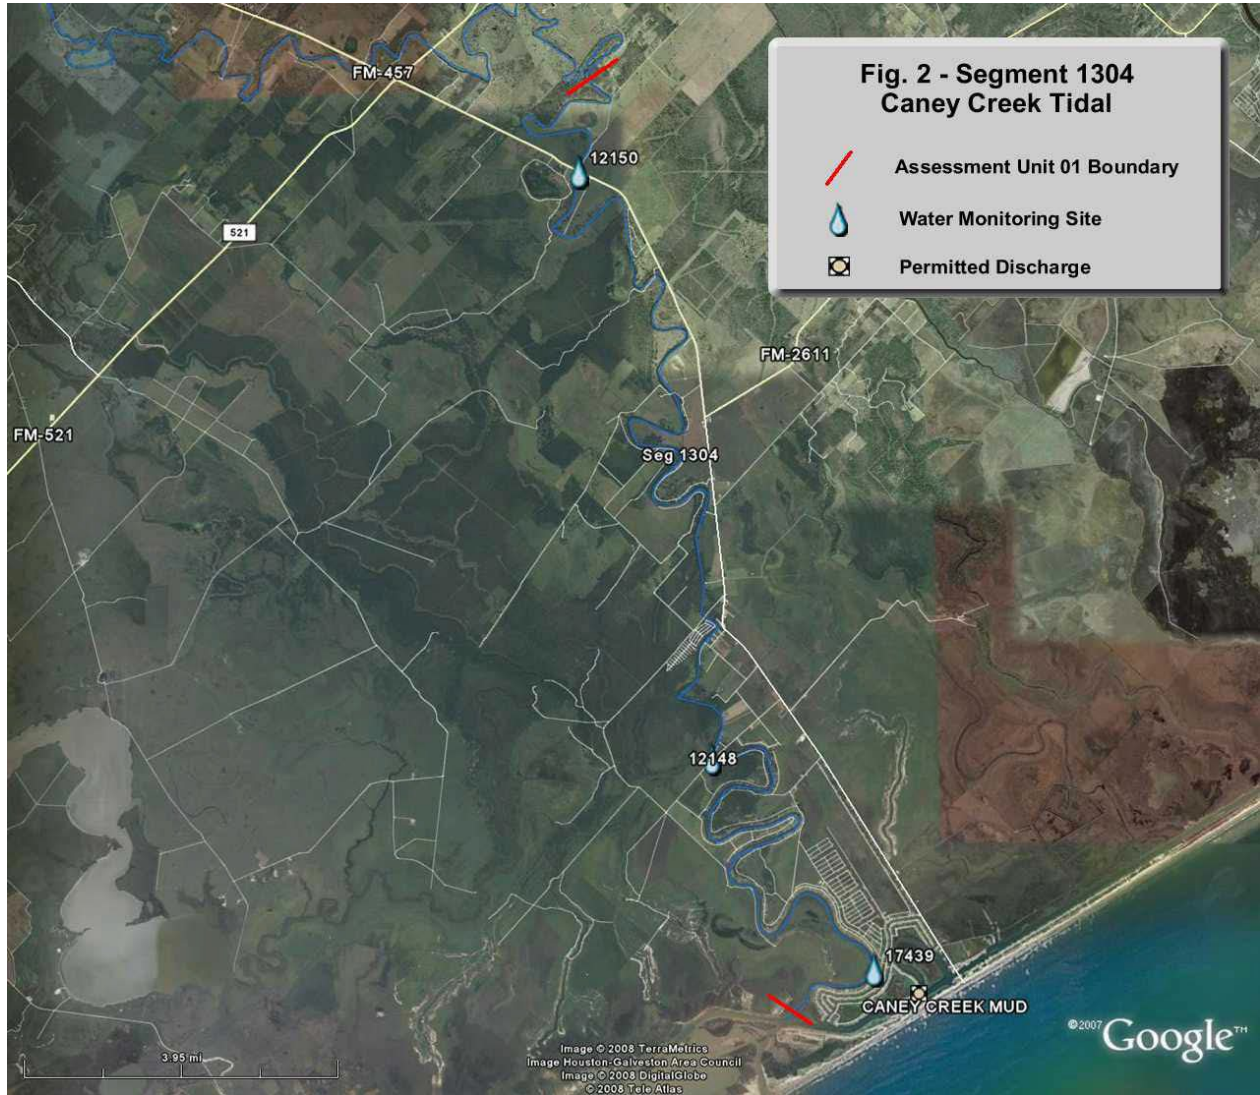 Fig. 2 - Segment 1304
Caney Creek Tidal
Assessment Unit 01 Boundary
Water Monitoring Site
Permitted Discharge
FM-457
12150
521
FM-2611
FM-521
Seg 1304
12148
17439
CANEY CREEK MUD
3.95 mi
Image © 2008 TerraMetrics
Image Houston-Galveston Area Council
Image © 2008 DigitalGlobe
© 2008 Tele Atlas
©2007 Google™